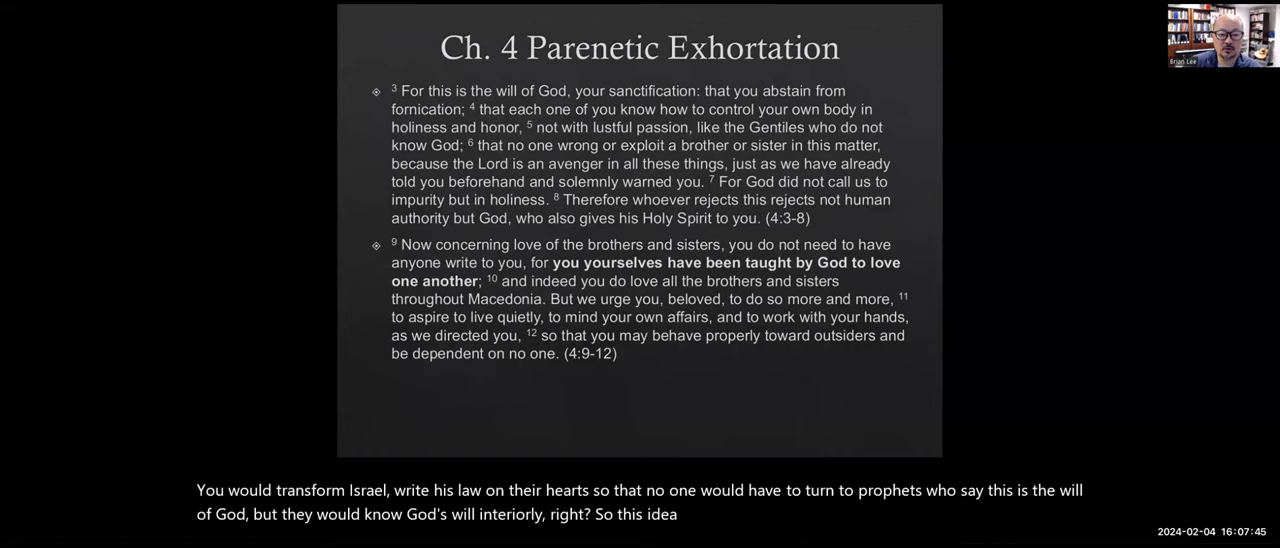 Ch. 4 Parenetic Exhortation
Brian Lee
3 For this is the will of God, your sanctification: that you abstain from
fornication; 4 that each one of you know how to control your own body in
holiness and honor, 5 not with lustful passion, like the Gentiles who do not
know God; 6 that no one wrong or exploit a brother or sister in this matter,
because the Lord is an avenger in all these things, just as we have already
told you beforehand and solemnly warned you. 7 For God did not call us to
impurity but in holiness. 8 Therefore whoever rejects this rejects not human
authority but God, who also gives his Holy Spirit to you. (4:3-8)
9 Now concerning love of the brothers and sisters, you do not need to have
anyone write to you, for you yourselves have been taught by God to love
one another; 10 and indeed you do love all the brothers and sisters
throughout Macedonia. But we urge you, beloved, to do so more and more, 11
to aspire to live quietly, to mind your own affairs, and to work with your hands,
as we directed you, 12 so that you may behave properly toward outsiders and
be dependent on no one. (4:9-12)
You would transform Israel, write his law on their hearts so that no one would have to turn to prophets who say this is the will
of God, but they would know God's will interiorly, right? So this idea
2024-02-04 16:07:45